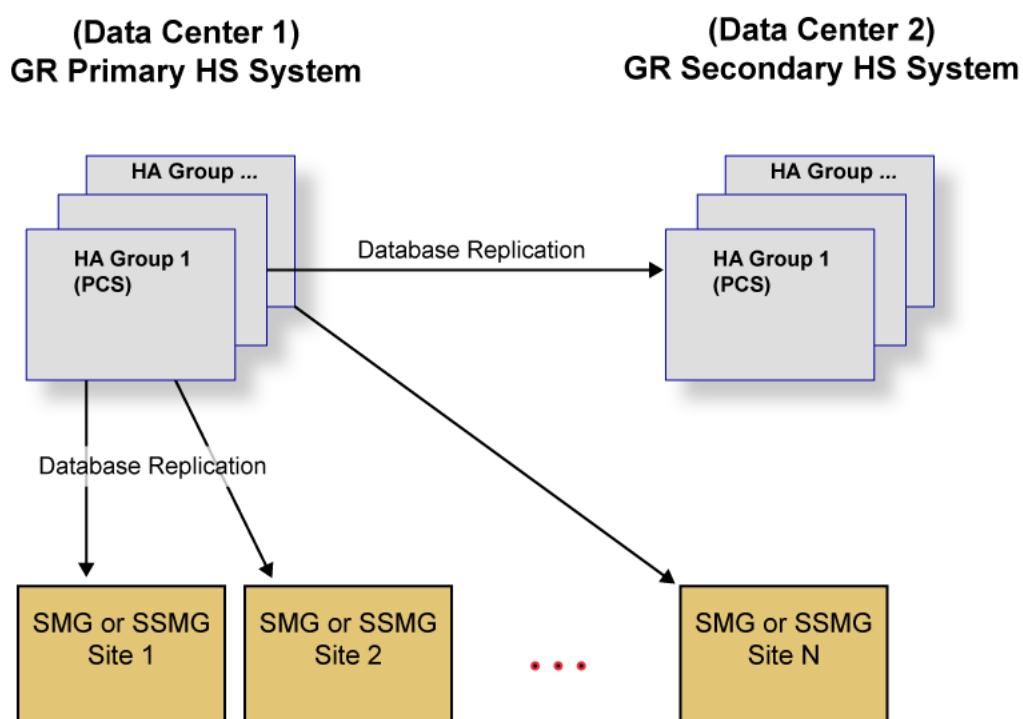 (Data Center 1)
GR Primary HS System
(Data Center 2)
GR Secondary HS System
HA Group ...
HA Group 1
(PCS)
Database Replication
HA Group ...
HA Group 1
(PCS)
Database Replication
SMG or SSMG
Site 1
SMG or SSMG
Site 2
SMG or SSMG
Site N